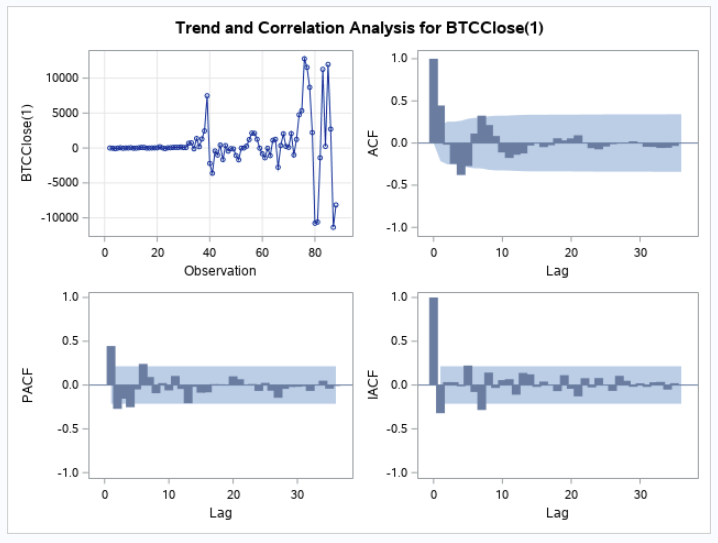 Trend and Correlation Analysis for BTCClose(1)
BTCClose(1)
10000
5000
0
-5000
-10000
0 20 40 60 80
Observation
ACF
1.0
0.5
0.0
-0.5
-1.0
0 10 20 30
Lag
PACF
1.0
0.5
0.0
-0.5
-1.0
0 10 20 30
Lag
IACF
1.0
0.5
0.0
-0.5
-1.0
0 10 20 30
Lag